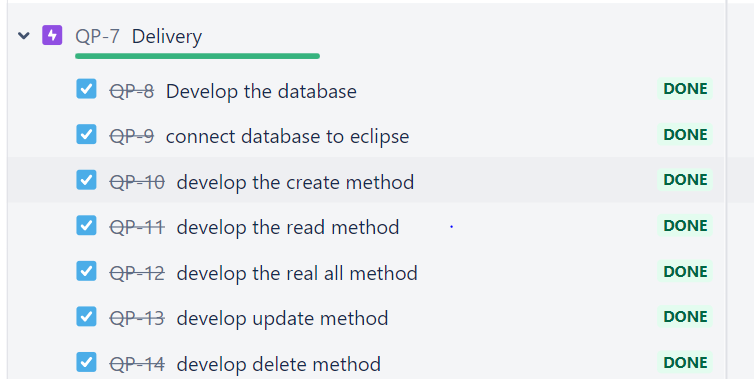 QP-7 Delivery
QP-8 Develop the database DONE
QP-9 connect database to eclipse DONE
QP-10 develop the create method DONE
QP-11 develop the read method DONE
QP-12 develop the real all method DONE
QP-13 develop update method DONE
QP-14 develop delete method DONE